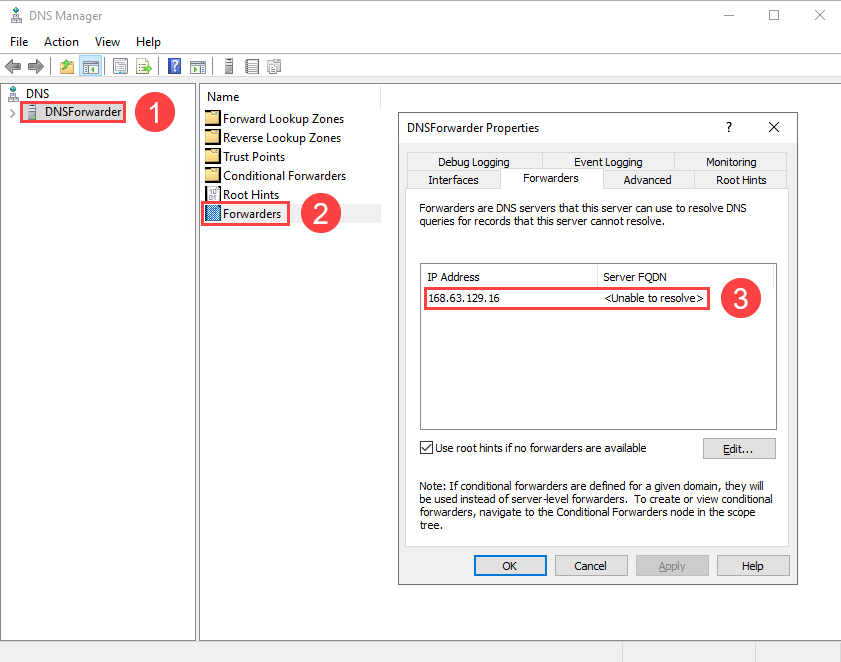 DNS Manager
File Action View Help
DNS
DNSForwarder
1
Name
Forward Lookup Zones
Reverse Lookup Zones
Trust Points
Conditional Forwarders
Root Hints
Forwarders
2
DNSForwarder Properties
?
Debug Logging Event Logging Monitoring
Interfaces Forwarders Advanced Root Hints
Forwarders are DNS servers that this server can use to resolve DNS
queries for records that this server cannot resolve.
IP Address Server FQDN
168.63.129.16 <Unable to resolve>
3
Use root hints if no forwarders are available
Edit...
Note: If conditional forwarders are defined for a given domain, they will
be used instead of server-level forwarders. To create or view conditional
forwarders, navigate to the Conditional Forwarders node in the scope
tree.
OK Cancel Apply Help